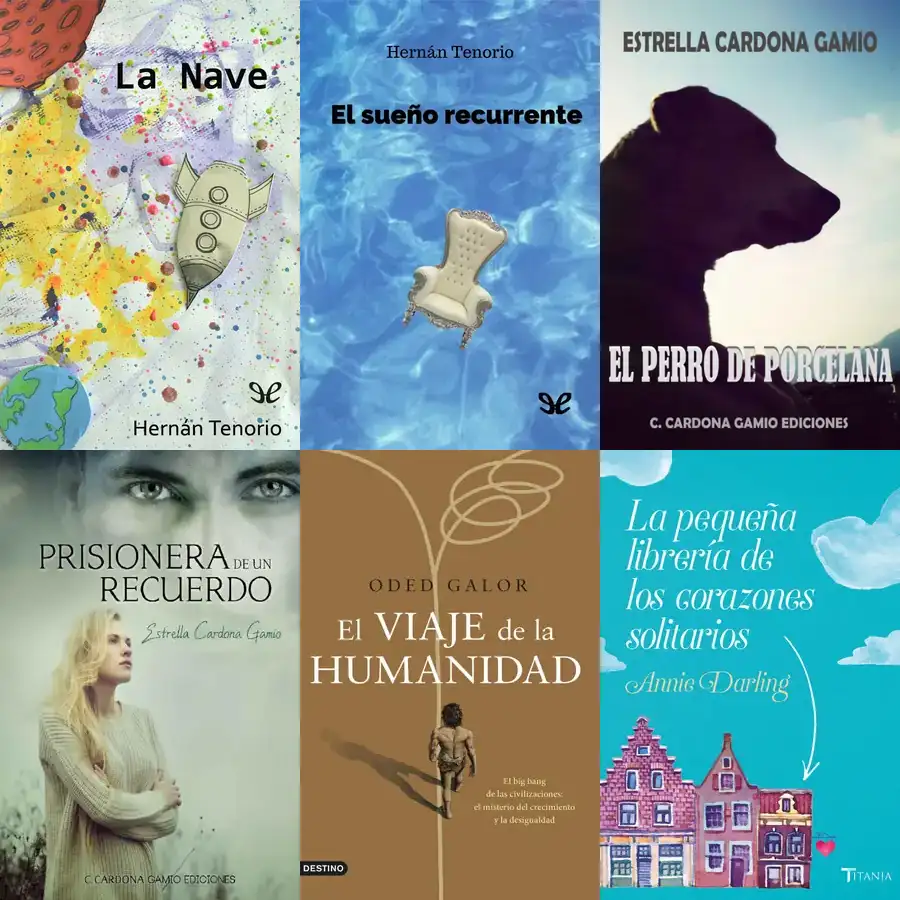 La Nave
Hernán Tenorio
Hernán Tenorio
El sueño recurrente
ESTRELLA CARDONA GAMIO
EL PERRO DE PORCELANA
C. CARDONA GAMIO EDICIONES
PRISIONERA DE UN
RECUERDO
Estrella Cardona Gamio
C CARDONA GAMIO EDICIONES
ODED GALOR
El VIAJE de la
HUMANIDAD
El big bang
de las civilizaciones:
el misterio del crecimiento
y la desigualdad
DESTINO
La pequeña
librería de
los corazones
solitarios
Annie Darling
TITANIA